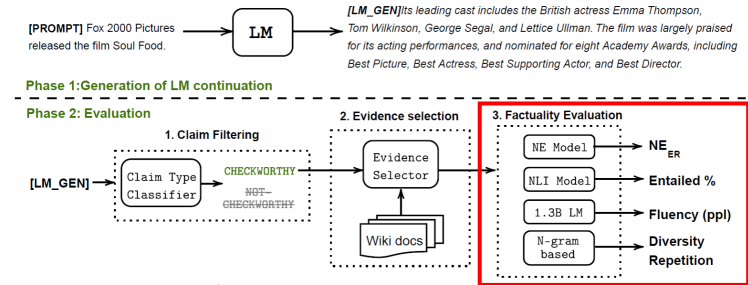 [PROMPT] Fox 2000 Pictures
released the film Soul Food.
LM
[LM_GEN]Its leading cast includes the British actress Emma Thompson,
Tom Wilkinson, George Segal, and Lettice Ullman. The film was largely praised
for its acting performances, and nominated for eight Academy Awards, including
Best Picture, Best Actress, Best Supporting Actor, and Best Director.
Phase 1:Generation of LM continuation
Phase 2: Evaluation
1. Claim Filtering
[LM_GEN]
Claim Type
Classifier
CHECKWORTHY
NOT-
CHECKWORTHY
2. Evidence selection
Evidence
Selector
Wiki docs
3. Factuality Evaluation
NE Model
NE ER
NLI Model
Entailed %
1.3B LM
Fluency (ppl)
N-gram
based
Diversity
Repetition